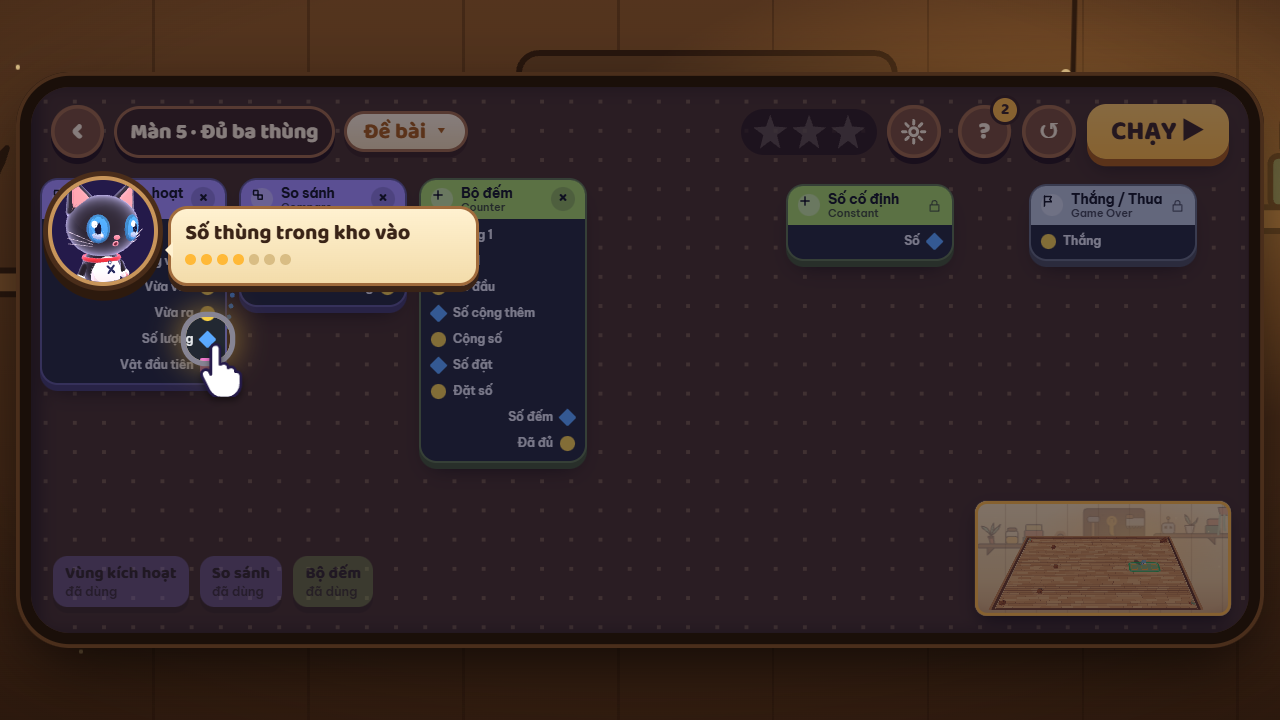 Màn 5 · Đủ ba thùng
Đề bài
2
?
CHẠY
hoạt
So sánh
Bộ đếm
Counter
Số cố định
Constant
Số
Thắng / Thua
Game Over
Thắng
Số thùng trong kho vào
Vừa ra
Số lượng
Vật đầu tiên
Số cộng thêm
Cộng số
Số đặt
Đặt số
Số đếm
Đã đủ
Vùng kích hoạt
đã dùng
So sánh
đã dùng
Bộ đếm
đã dùng